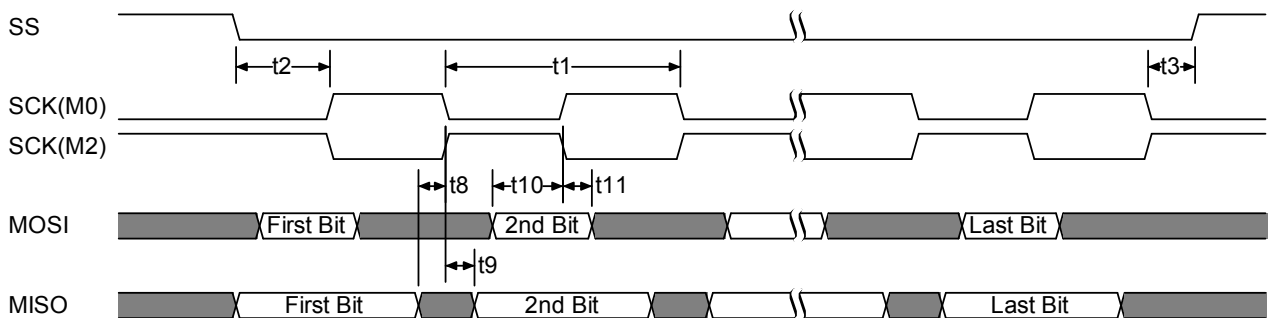 SS
t2
t1
t3
SCK(M0)
SCK(M2)
t8
t10
t11
MOSI
First Bit
2nd Bit
Last Bit
t9
MISO
First Bit
2nd Bit
Last Bit